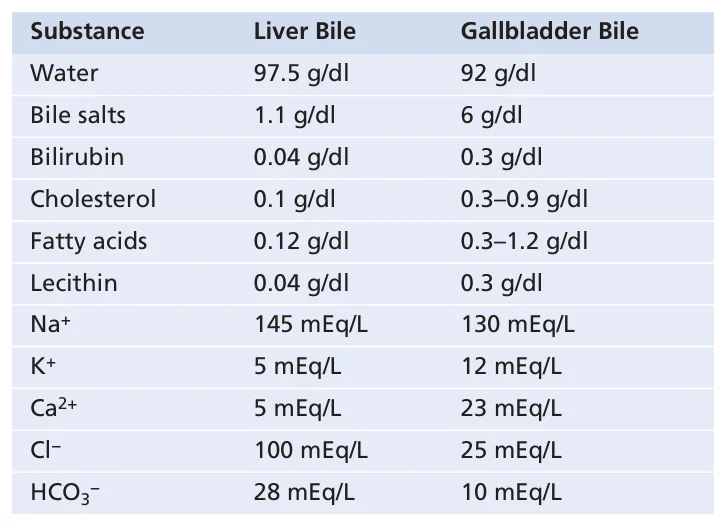 Substance Liver Bile Gallbladder Bile
Water 97.5 g/dl 92 g/dl
Bile salts 1.1 g/dl 6 g/dl
Bilirubin 0.04 g/dl 0.3 g/dl
Cholesterol 0.1 g/dl 0.3–0.9 g/dl
Fatty acids 0.12 g/dl 0.3–1.2 g/dl
Lecithin 0.04 g/dl 0.3 g/dl
Na⁺ 145 mEq/L 130 mEq/L
K⁺ 5 mEq/L 12 mEq/L
Ca²⁺ 5 mEq/L 23 mEq/L
Cl⁻ 100 mEq/L 25 mEq/L
HCO₃⁻ 28 mEq/L 10 mEq/L